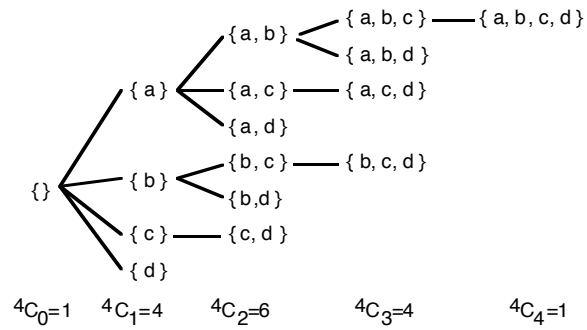 { a, b, c } { a, b, c, d }
{ a, b }
{ a, b, d }
{ a } { a, c } { a, c, d }
{ a, d }
{ b, c } { b, c, d }
{ b }
{}
{b,d}
{ c } { c, d }
{ d }
⁴C₀=1 ⁴C₁=4 ⁴C₂=6 ⁴C₃=4 ⁴C₄=1